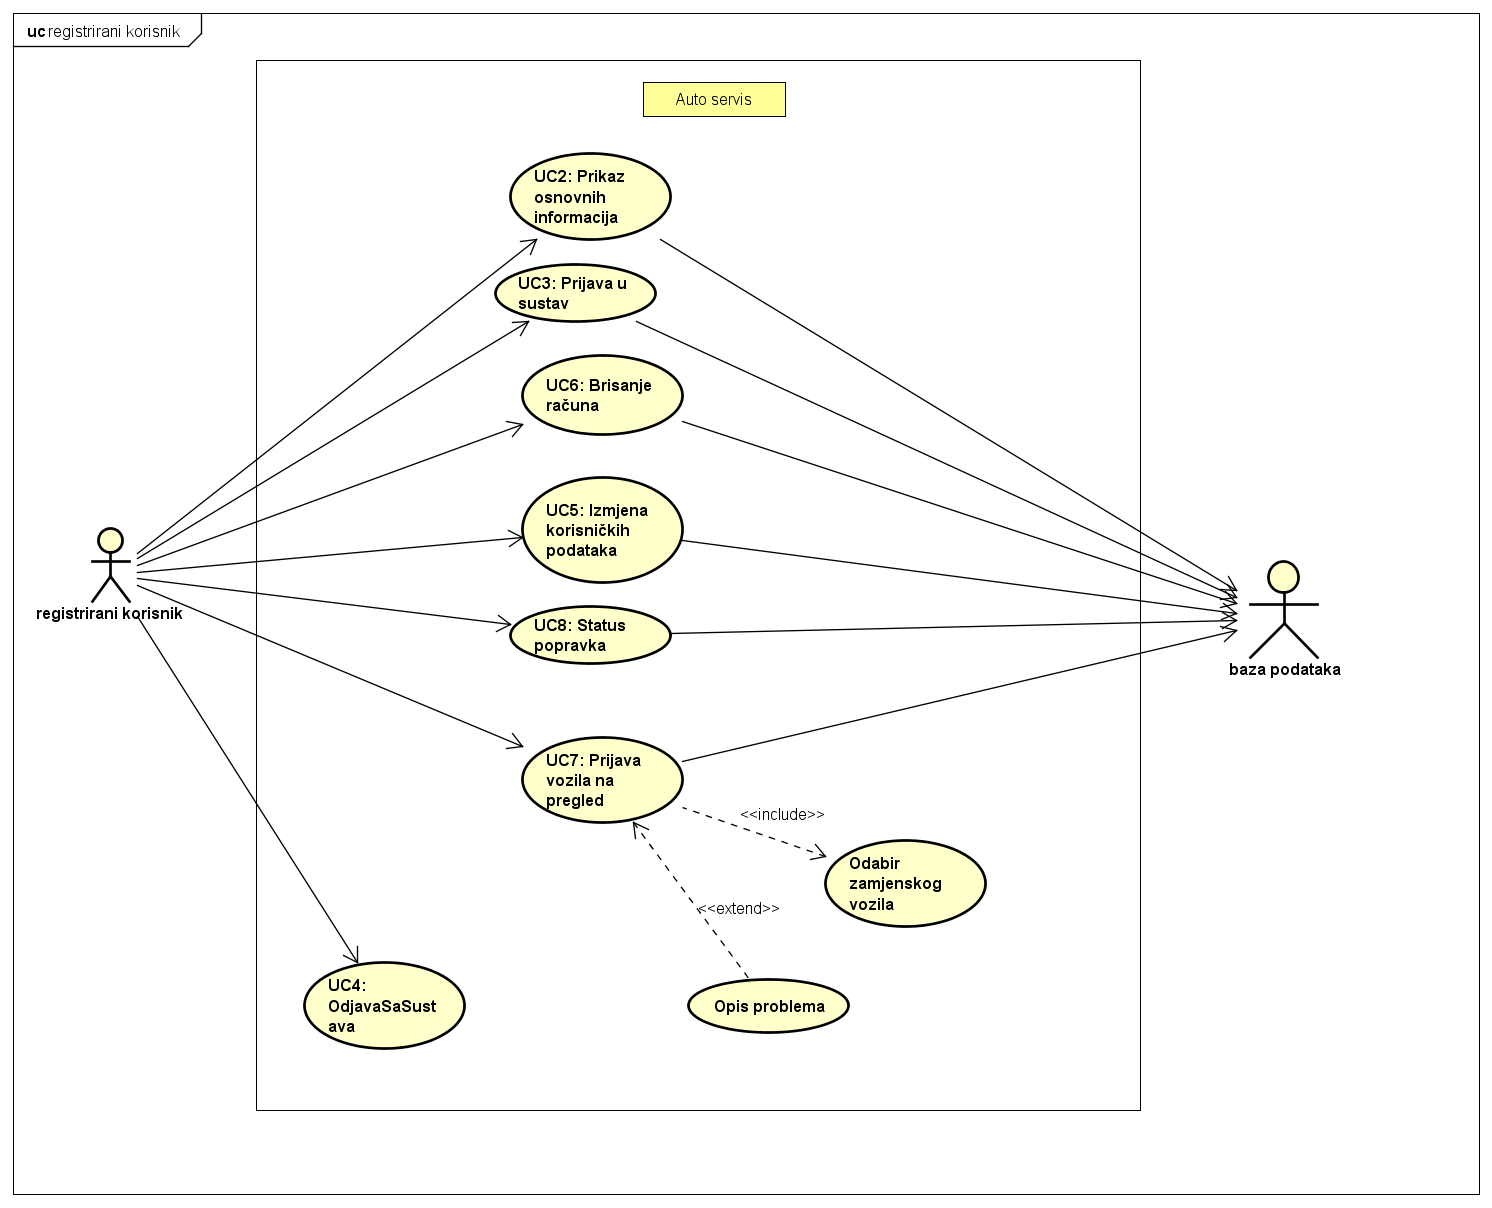 uc registrirani korisnik
Auto servis
UC2: Prikaz
osnovnih
informacija
UC3: Prijava u
sustav
UC6: Brisanje
računa
UC5: Izmjena
korisničkih
podataka
registrirani korisnik
UC8: Status
popravka
baza podataka
UC7: Prijava
vozila na
pregled
<<include>>
Odabir
zamjenskog
vozila
<<extend>>
UC4:
OdjavaSaSust
ava
Opis problema